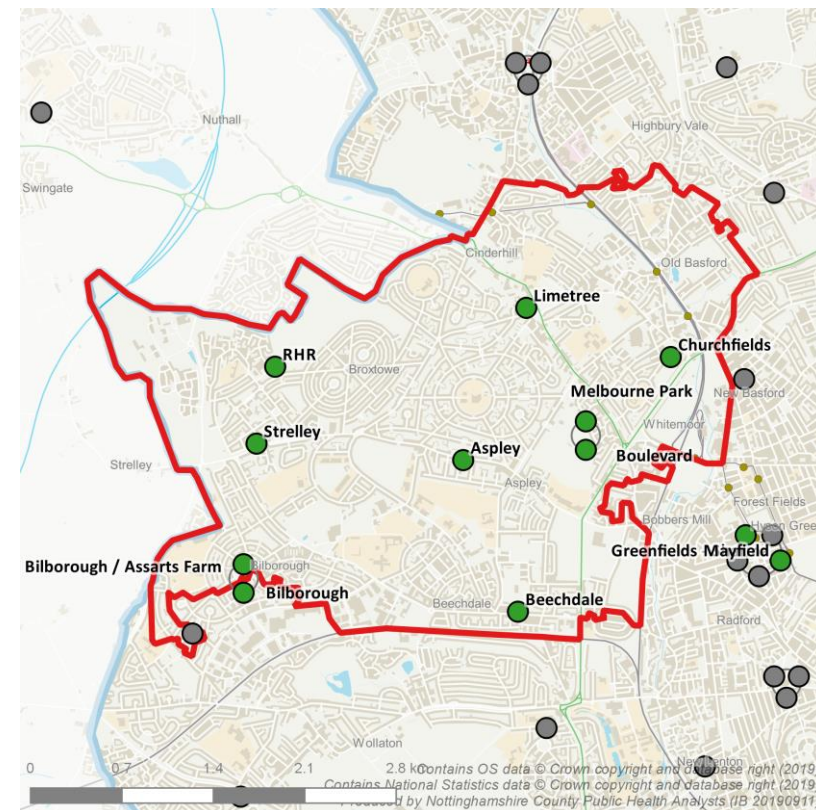 Nuthall
Highbury Vale
Swingate
Cinderhill
Old Basford
Limetree
Churchfields
RHR
Broxtowe
Melbourne Park
New Basford
Whitemoor
Strelley
Boulevard
Strelley
Aspley
Aspley
Forest Fields
Bobbers Mill
Hyson Gree
Greenfields Mayfield
Bilborough / Assarts Farm
Bilborough
Bilborough
Beechdale
Beechdale
Radford
Wollaton
0 0.7 1.4 2.1 2.8 km
Contains OS data © Crown copyright and database right (2019
Contains National Statistics data © Crown copyright and database right (2019
Produced by Nottinghamshire County Public Health Analysts (JB 20190911